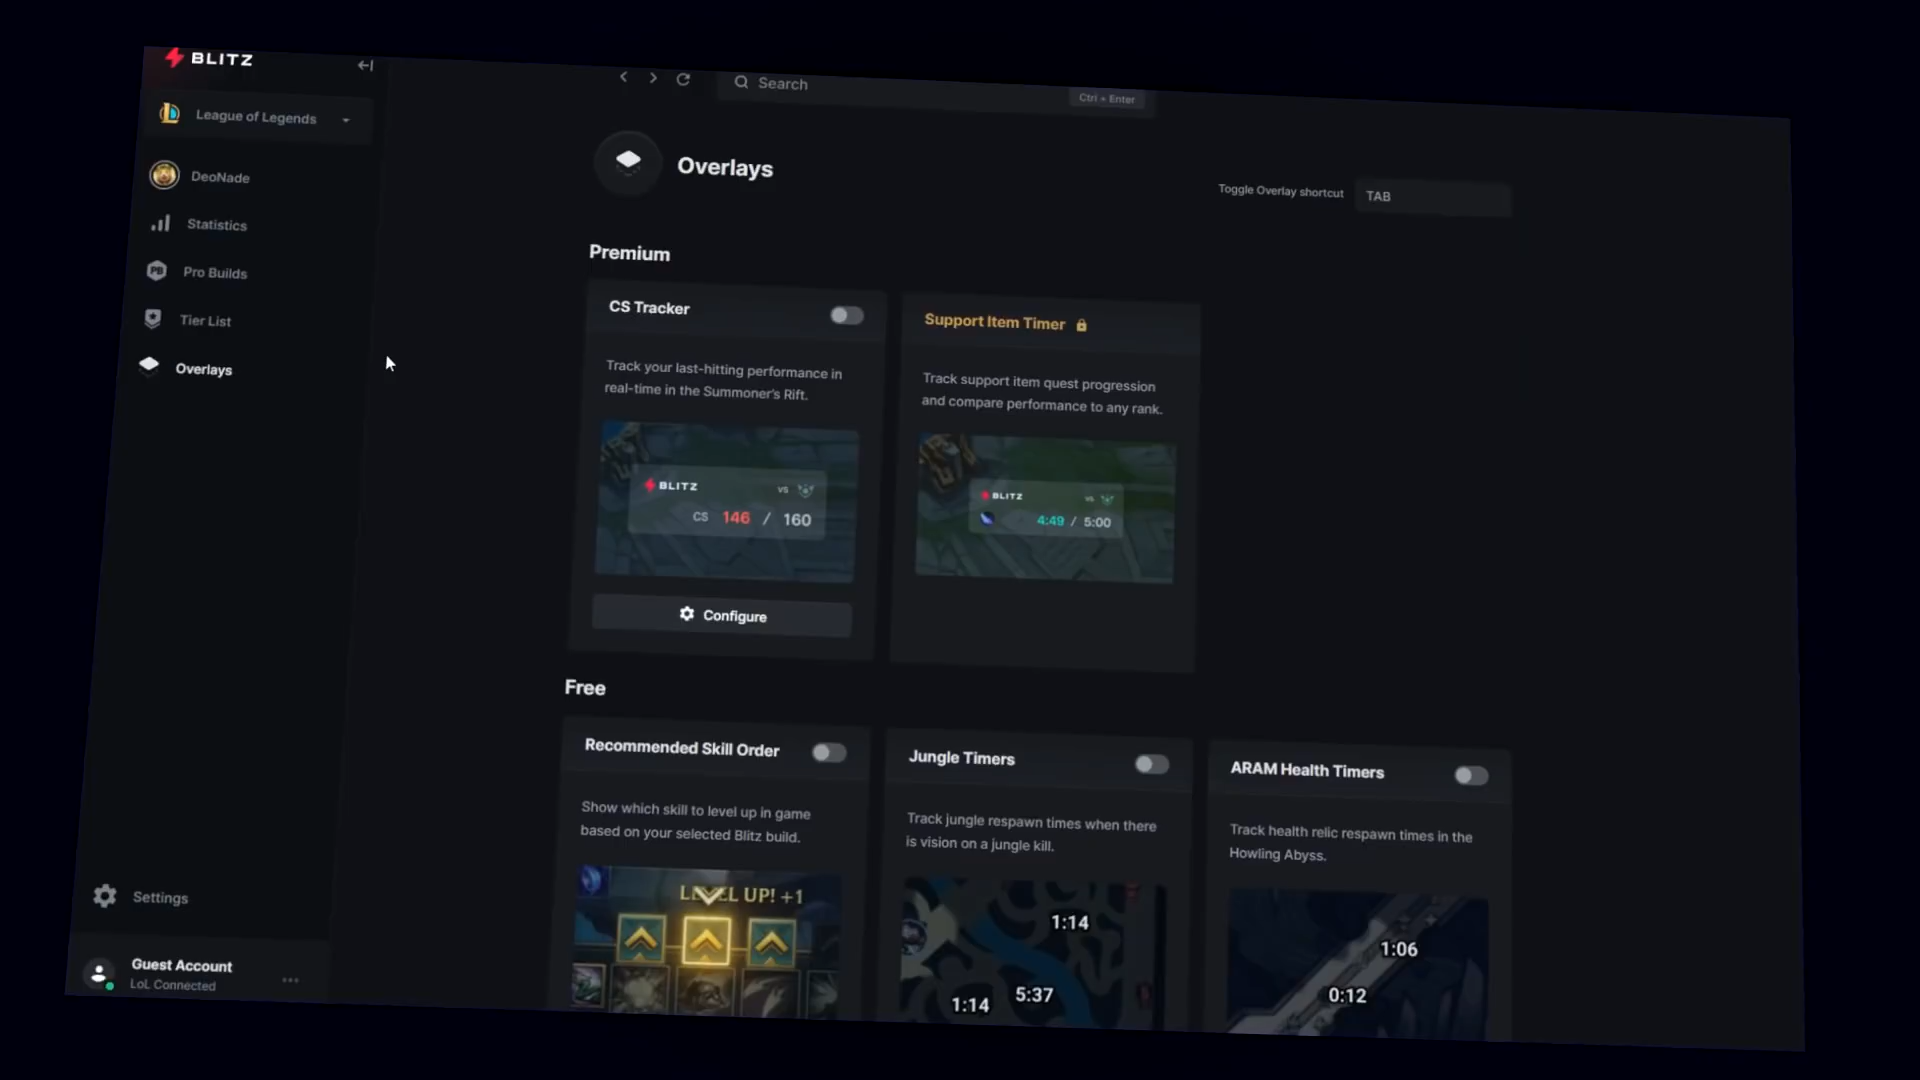 BLITZ
Search
Ctrl + Enter
League of Legends
DeoNade
Statistics
Pro Builds
Tier List
Overlays
Settings
Guest Account
LoL Connected
Overlays
Toggle Overlay shortcut
TAB
Premium
CS Tracker
Track your last-hitting performance in
real-time in the Summoner's Rift.
BLITZ
VS
CS 146 / 160
Configure
Support Item Timer
Track support item quest progression
and compare performance to any rank.
BLITZ
VS
4:49 / 5:00
Free
Recommended Skill Order
Show which skill to level up in game
based on your selected Blitz build.
LEVEL UP! +1
Jungle Timers
Track jungle respawn times when there
is vision on a jungle kill.
1:14
5:37
1:14
ARAM Health Timers
Track health relic respawn times in the
Howling Abyss.
1:06
0:12